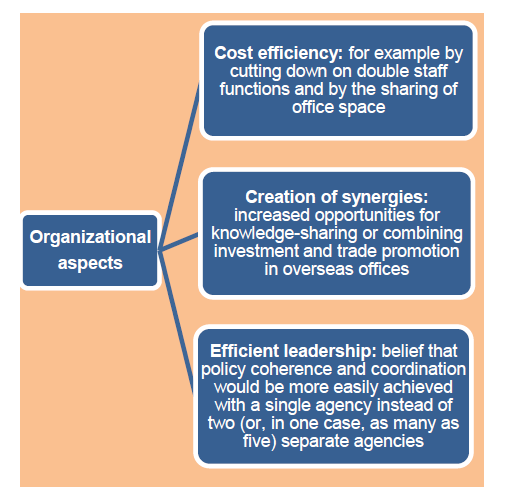 Organizational
aspects
Cost efficiency: for example by
cutting down on double staff
functions and by the sharing of
office space
Creation of synergies:
increased opportunities for
knowledge-sharing or combining
investment and trade promotion
in overseas offices
Efficient leadership: belief that
policy coherence and coordination
would be more easily achieved
with a single agency instead of
two (or, in one case, as many as
five) separate agencies